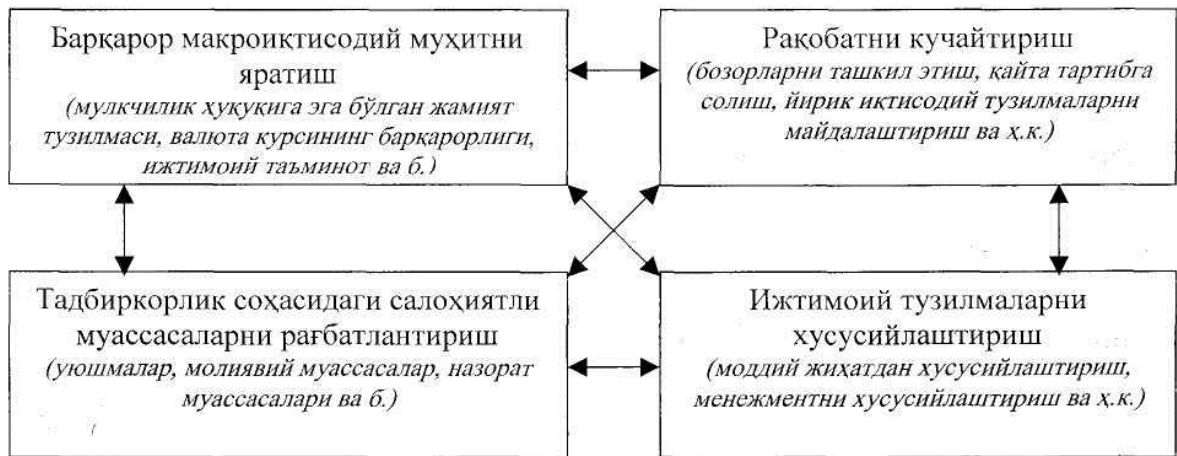 Барқарор макроиқтисодий муҳитни
яратиш
(мулкчилик ҳуқуқига эга бўлган жамият
тузилмаси, валюта курсининг барқарорлиги,
ижтимоий таъминот ва б.)
Рақобатни кучайтириш
(бозорларни ташкил этиш, қайта тартибга
солиш, йирик иқтисодий тузилмаларни
майдалаштириш ва ҳ.к.)
Тадбиркорлик соҳасидаги салоҳиятли
муассасаларни рағбатлантириш
(уюшмалар, молиявий муассасалар, назорат
муассасалари ва б.)
Ижтимоий тузилмаларни
хусусийлаштириш
(моддий жиҳатдан хусусийлаштириш,
менежментни хусусийлаштириш ва ҳ.к.)